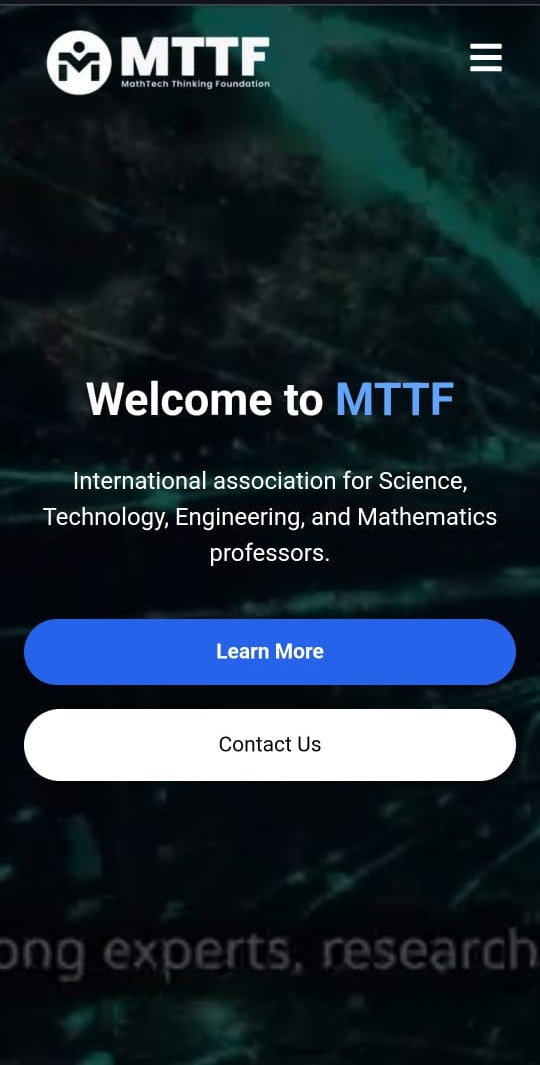 MTTF
MathTech Thinking Foundation
Welcome to MTTF
International association for Science,
Technology, Engineering, and Mathematics
professors.
Learn More
Contact Us
experts, research